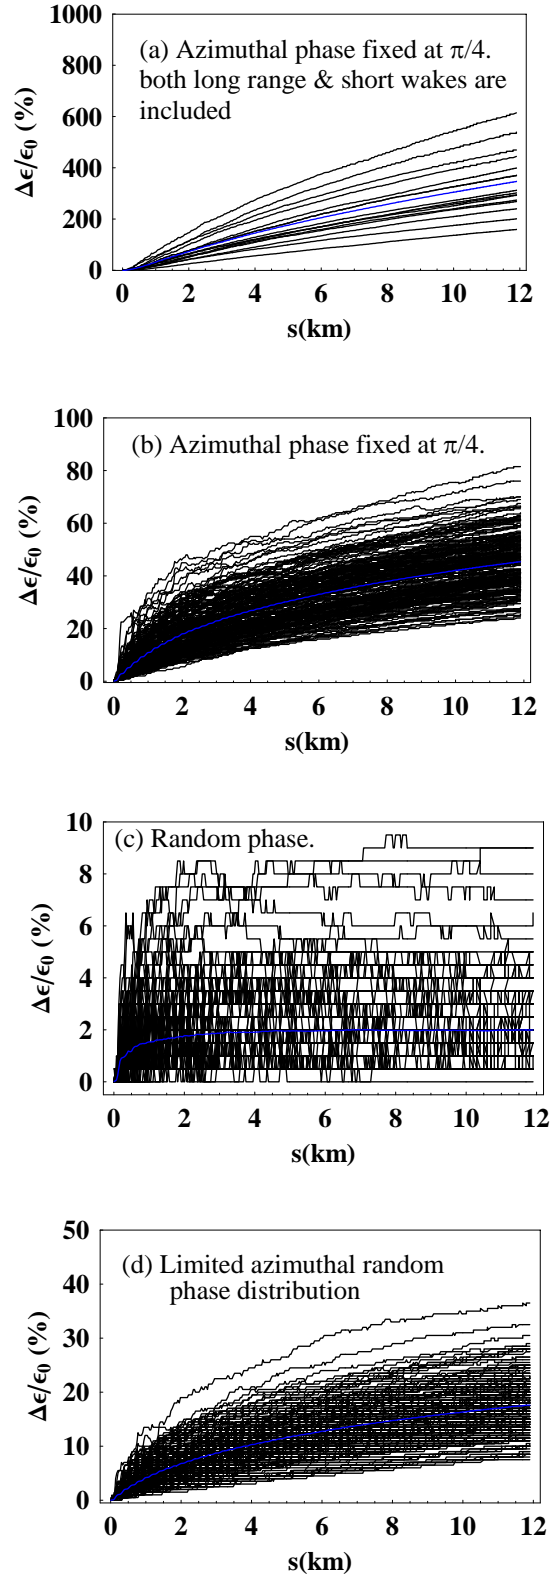 1000
(a) Azimuthal phase fixed at π/4.
800
both long range & short wakes are
included
600
400
200
0
Δϵ/ϵ0 (%)
0 2 4 6 8 10 12
s(km)
100
(b) Azimuthal phase fixed at π/4.
80
60
40
20
0
Δϵ/ϵ0 (%)
0 2 4 6 8 10 12
s(km)
10
(c) Random phase.
8
6
4
2
0
Δϵ/ϵ0 (%)
0 2 4 6 8 10 12
s(km)
50
(d) Limited azimuthal random
phase distribution
40
30
20
10
0
Δϵ/ϵ0 (%)
0 2 4 6 8 10 12
s(km)